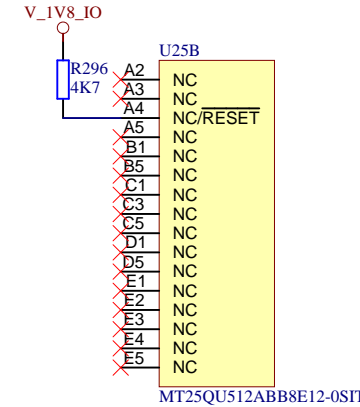 V_1V8_IO
U25B
R296
4K7
A2 NC
A3 NC
A4 NC/RESET
A5 NC
B1 NC
B5 NC
C1 NC
C3 NC
C5 NC
D1 NC
D5 NC
E1 NC
E2 NC
E3 NC
E4 NC
E5 NC
MT25QU512ABB8E12-0SIT